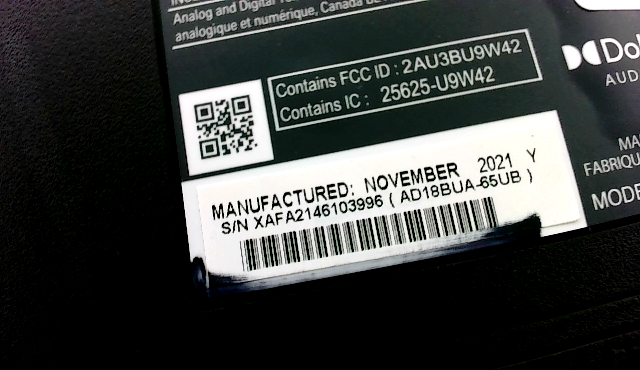 Analog and Digital
analogique et numérique, Canada
Contains FCC ID : 2AU3BU9W42
Contains IC : 25625-U9W42
AUD
MANUFACTURED: NOVEMBER 2021 Y
S/N XAFA2146103996 ( AD18BUA-65UB )
MA
FABRIQU
MODE